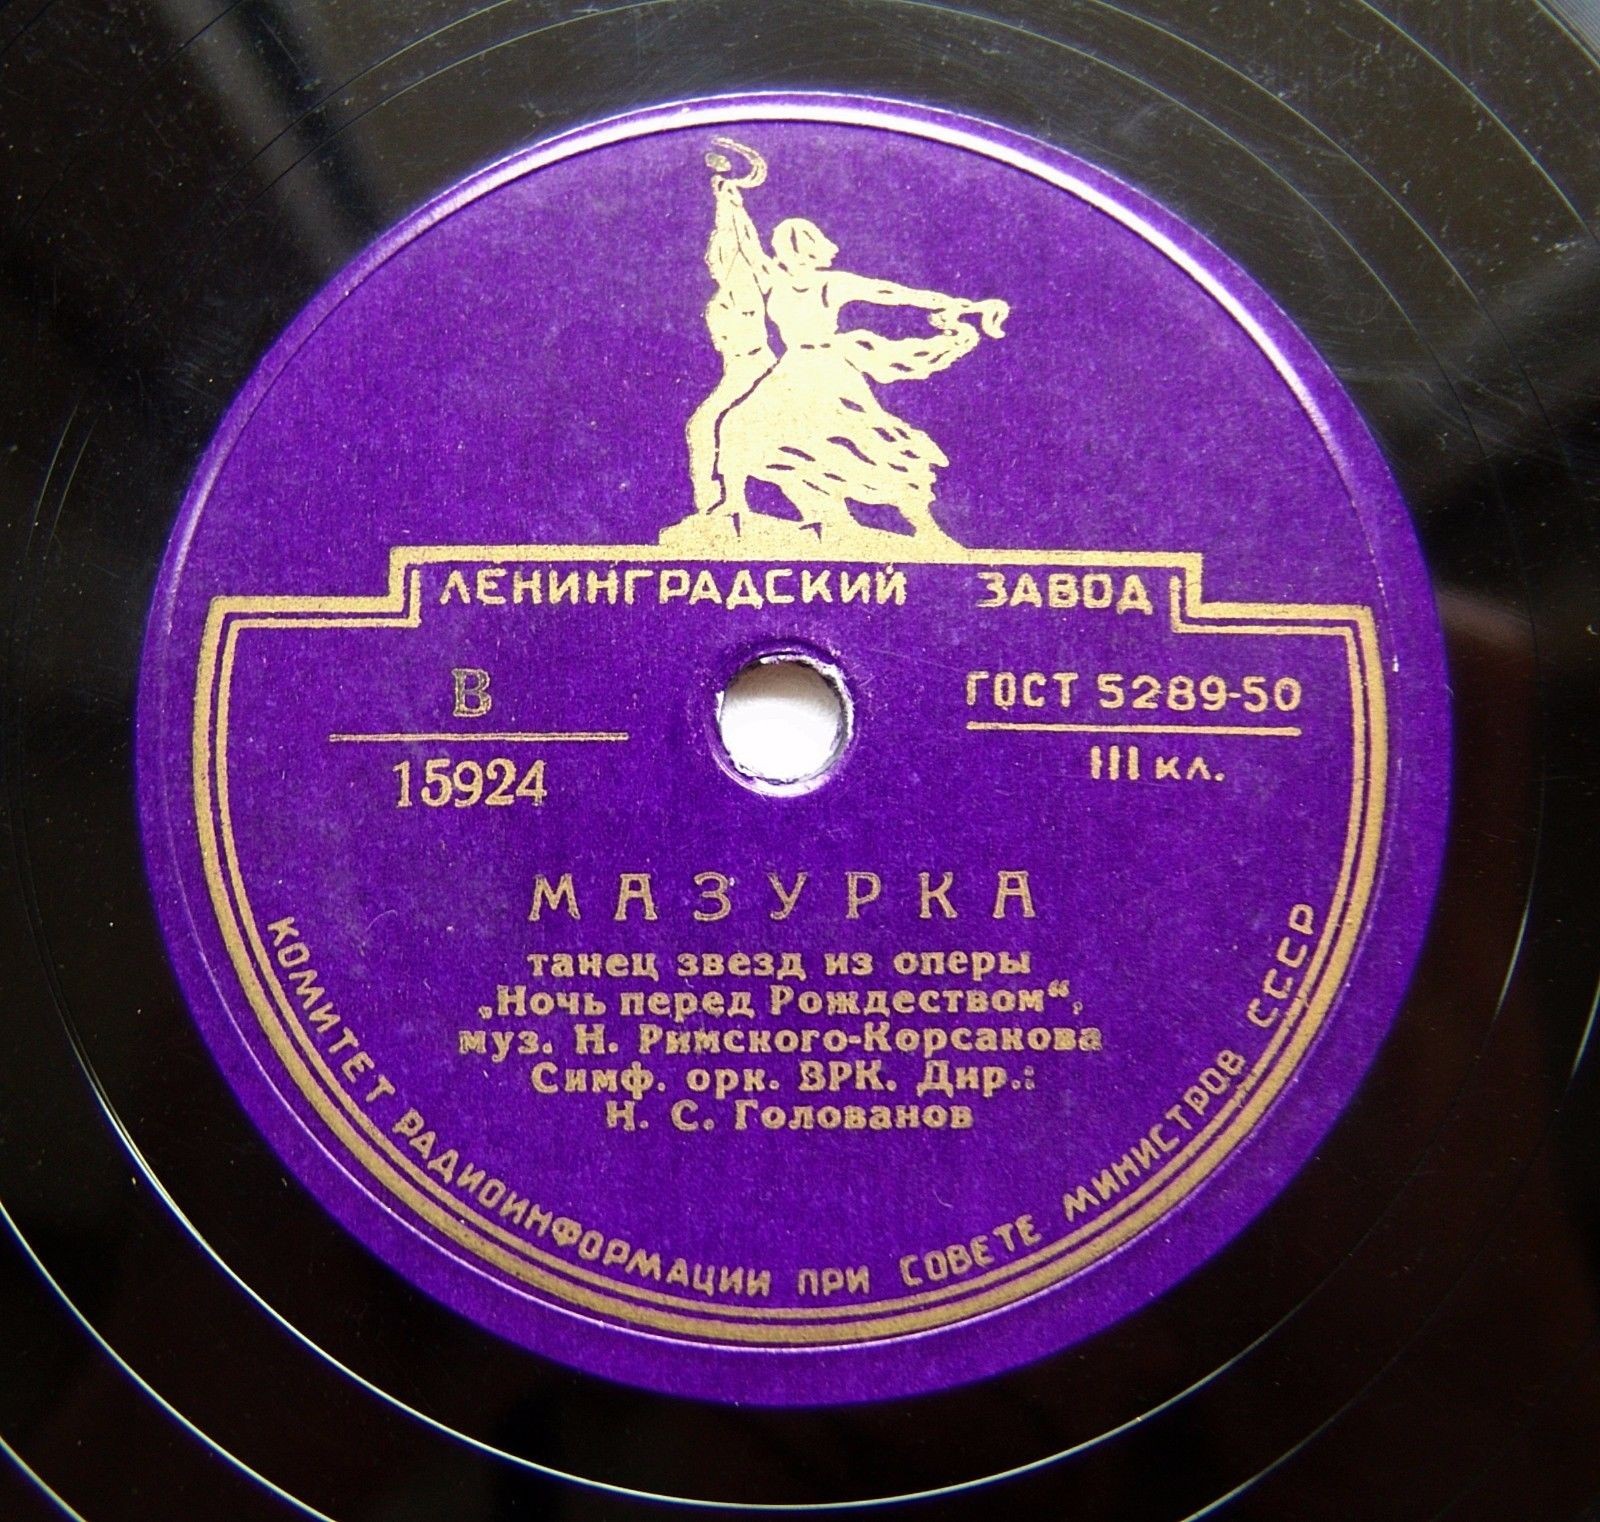 ЛЕНИНГРАДСКИЙ ЗАВОД
В
15924
ГОСТ 5289-50
III кл.
МАЗУРКА
танец звезд из оперы
„Ночь перед Рождеством“,
муз. Н. Римского-Корсакова
Симф. орк. ВРК. Дир.:
Н. С. Голованов
КОМИТЕТ РАДИОИНФОРМАЦИИ ПРИ СОВЕТЕ МИНИСТРОВ СССР